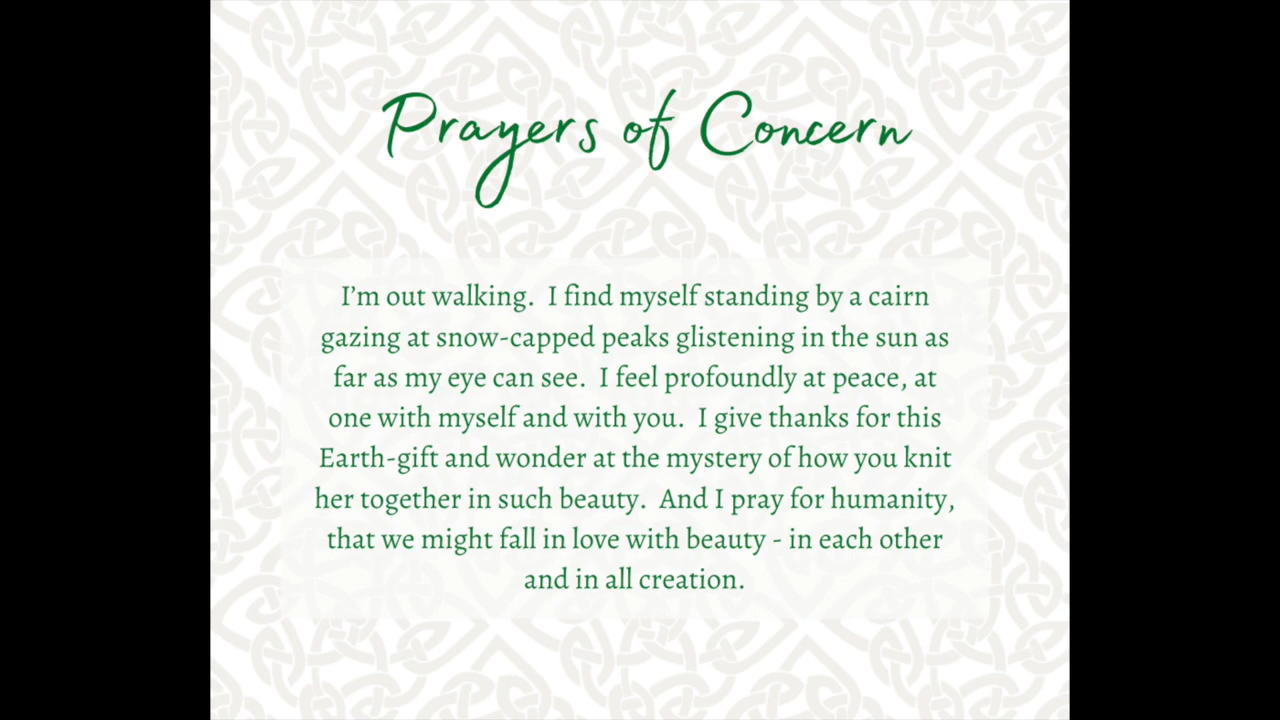 Prayers of Concern
I'm out walking.  I find myself standing by a cairn
gazing at snow-capped peaks glistening in the sun as
far as my eye can see.  I feel profoundly at peace, at
one with myself and with you.  I give thanks for this
Earth-gift and wonder at the mystery of how you knit
her together in such beauty.  And I pray for humanity,
that we might fall in love with beauty - in each other
and in all creation.